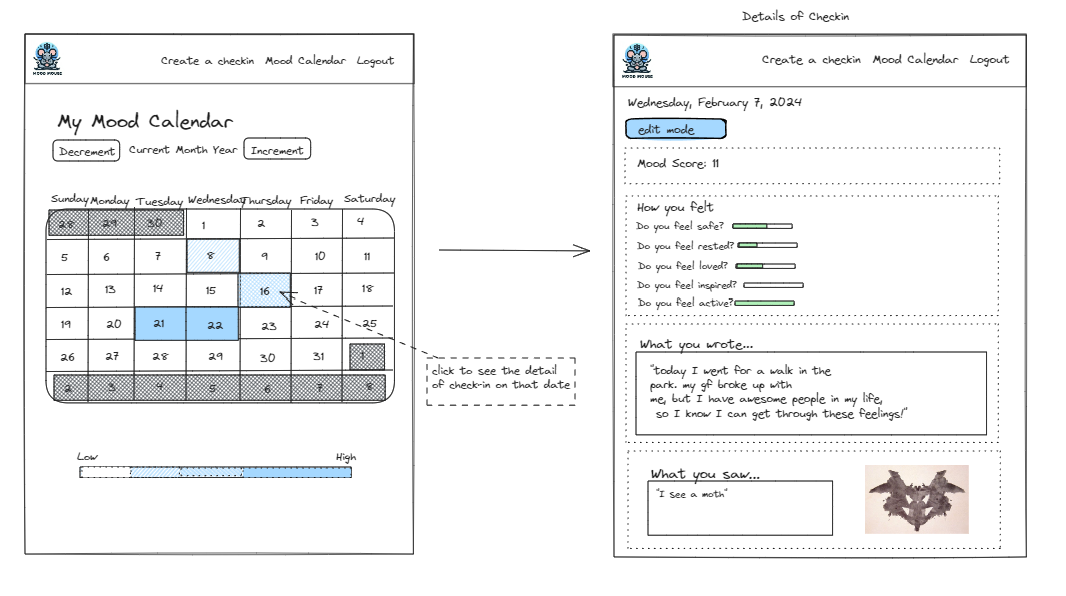 Details of Checkin
MOOD MOUSE
Create a checkin Mood Calendar Logout
My Mood Calendar
Decrement Current Month Year Increment
Sunday Monday Tuesday Wednesday Thursday Friday Saturday
28 29 30 1 2 3 4
5 6 7 8 9 10 11
12 13 14 15 16 17 18
19 20 21 22 23 24 25
26 27 28 29 30 31 1
2 3 4 5 6 7 8
Low High
click to see the detail
of check-in on that date
MOOD MOUSE
Create a checkin Mood Calendar Logout
Wednesday, February 7, 2024
edit mode
Mood Score: 11
How you felt
Do you feel safe?
Do you feel rested?
Do you feel loved?
Do you feel inspired?
Do you feel active?
What you wrote...
"today I went for a walk in the
park. my gf broke up with
me, but I have awesome people in my life,
so I know I can get through these feelings!"
What you saw...
"I see a moth"